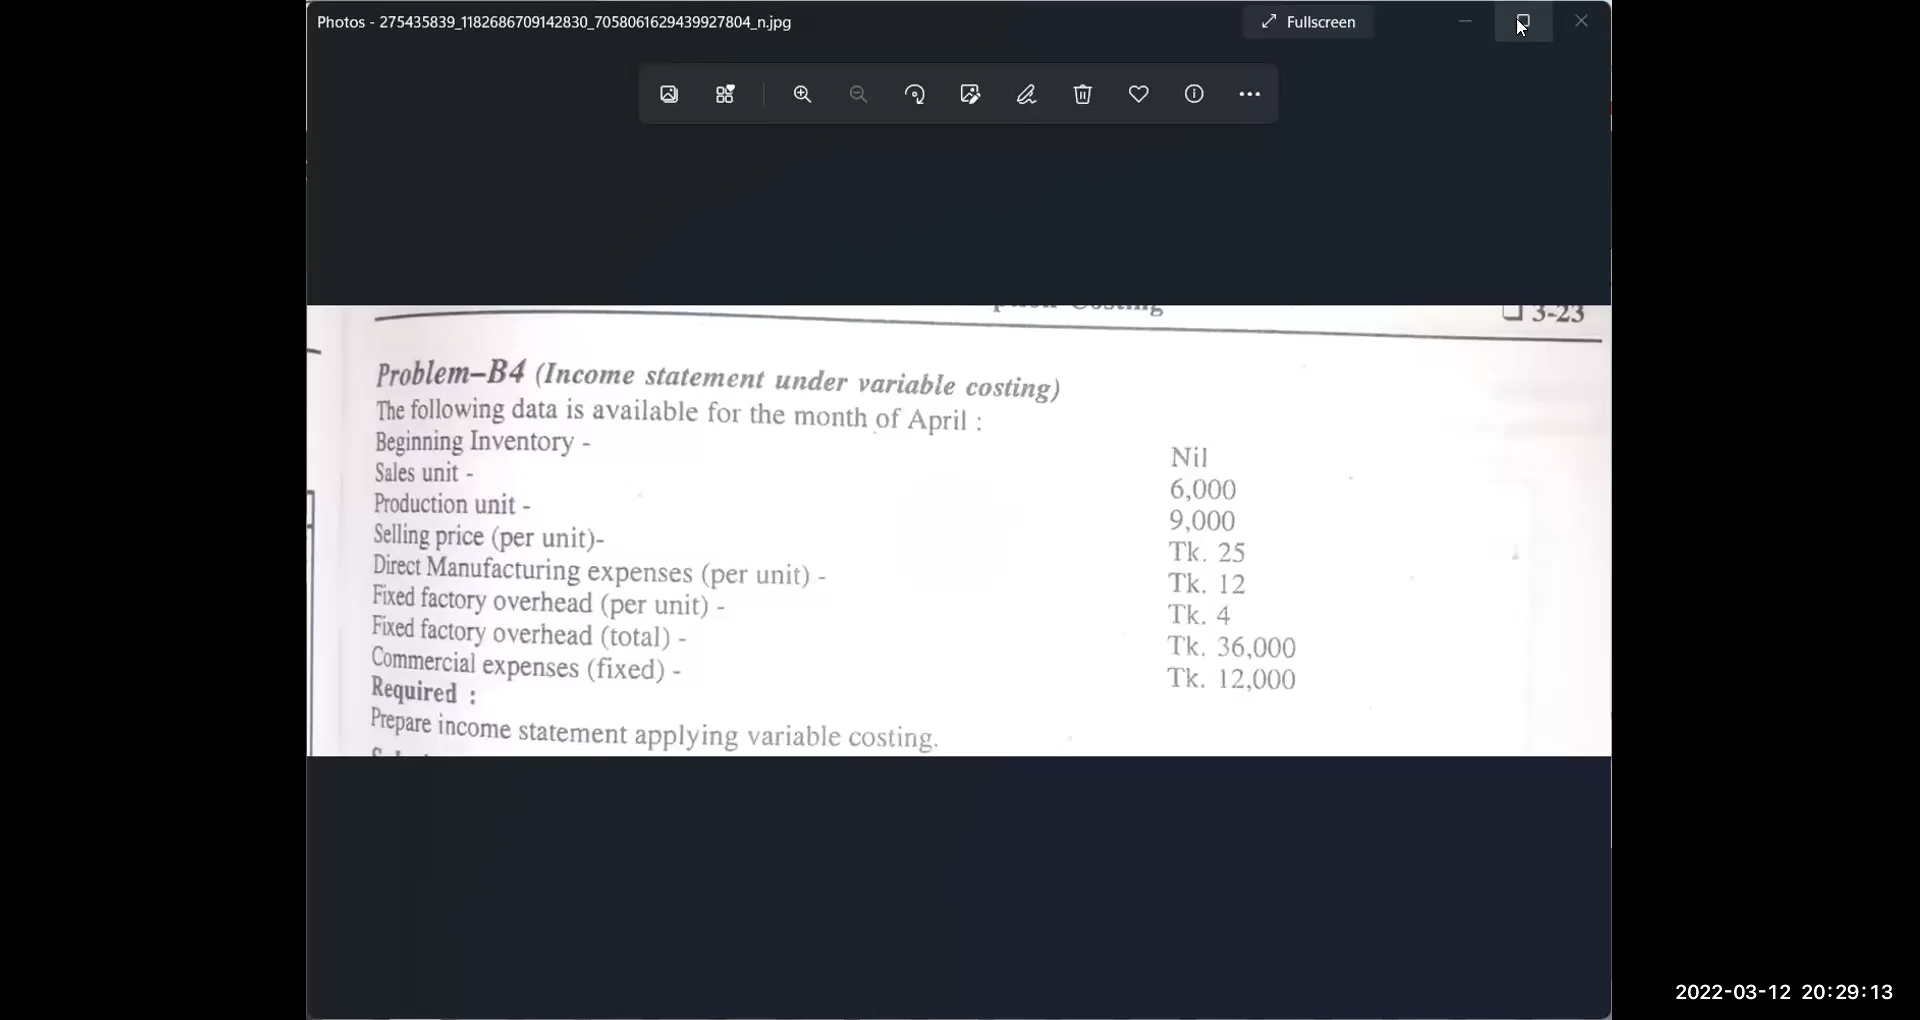 Photos - 275435839_1182686709142830_7058061629439927804_n.jpg
Fullscreen
Costing
3-23
Problem–B4 (Income statement under variable costing)
The following data is available for the month of April :
Beginning Inventory - Nil
Sales unit - 6,000
Production unit - 9,000
Selling price (per unit)- Tk. 25
Direct Manufacturing expenses (per unit) - Tk. 12
Fixed factory overhead (per unit) - Tk. 4
Fixed factory overhead (total) - Tk. 36,000
Commercial expenses (fixed) - Tk. 12,000
Required :
Prepare income statement applying variable costing.
2022-03-12 20:29:13